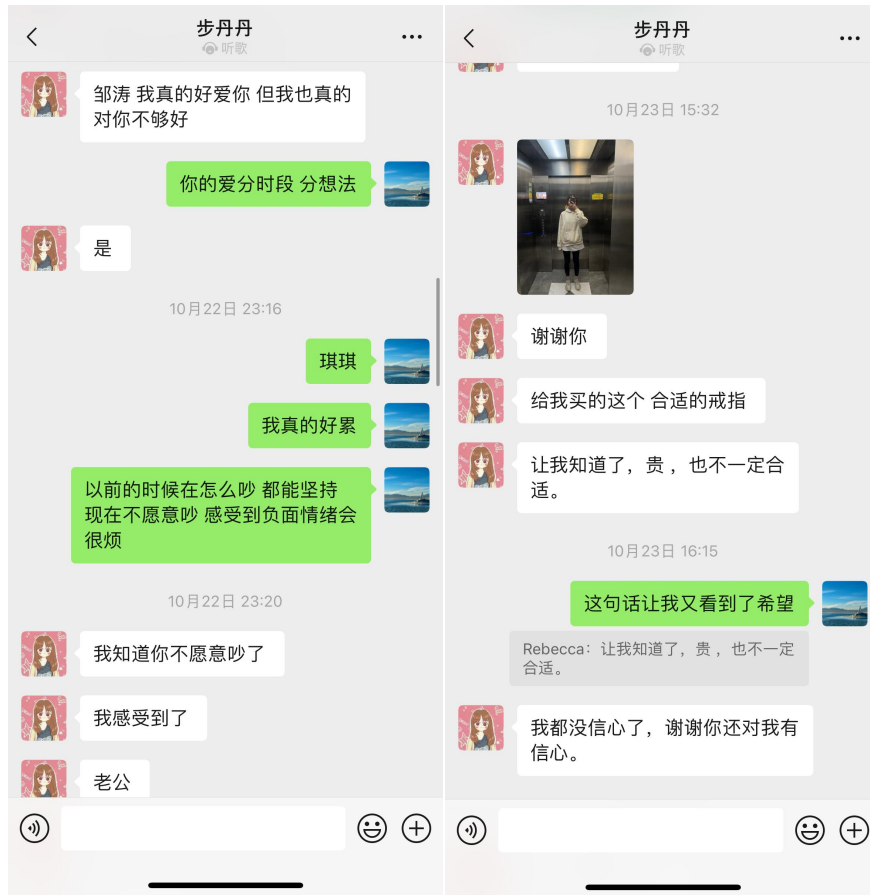 步丹丹
听歌
邹涛 我真的好爱你 但我也真的
对你不够好
你的爱分时段 分想法
是
10月22日 23:16
琪琪
我真的好累
以前的时候在怎么吵 都能坚持
现在不愿意吵 感受到负面情绪会
很烦
10月22日 23:20
我知道你不愿意吵了
我感受到了
老公
步丹丹
听歌
10月23日 15:32
谢谢你
给我买的这个 合适的戒指
让我知道了，贵 ，也不一定合
适。
10月23日 16:15
这句话让我又看到了希望
Rebecca：让我知道了，贵 ，也不一定
合适。
我都没信心了，谢谢你还对我有
信心。